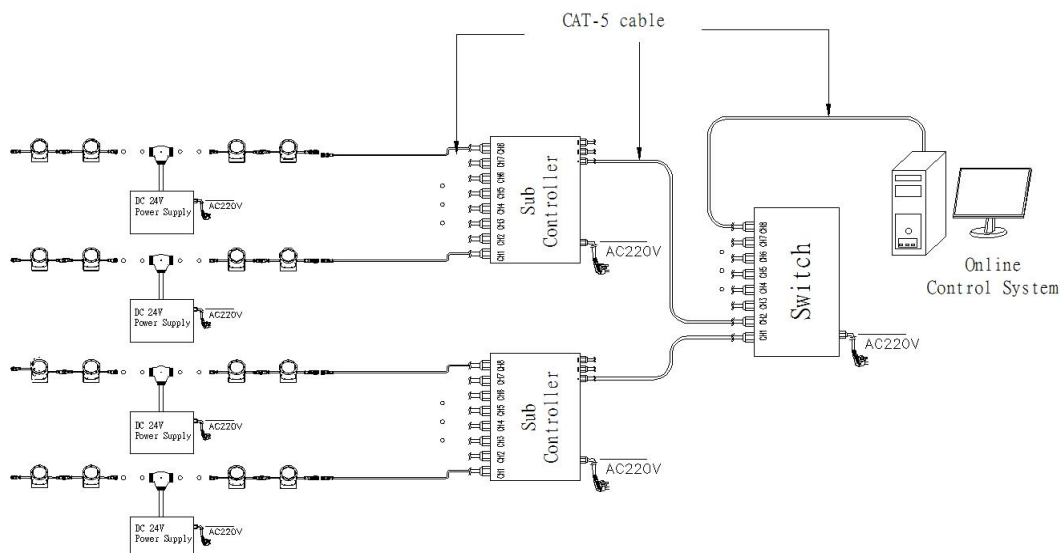 CAT-5 cable
CH8
CH7
CH6
CH5
CH4
CH3
CH2
CH1
Sub
Controller
AC220V
DC 24V
Power Supply
AC220V
DC 24V
Power Supply
AC220V
CH8
CH7
CH6
CH5
CH4
CH3
CH2
CH1
Switch
AC220V
Online
Control System
CH8
CH7
CH6
CH5
CH4
CH3
CH2
CH1
Sub
Controller
AC220V
DC 24V
Power Supply
AC220V
DC 24V
Power Supply
AC220V